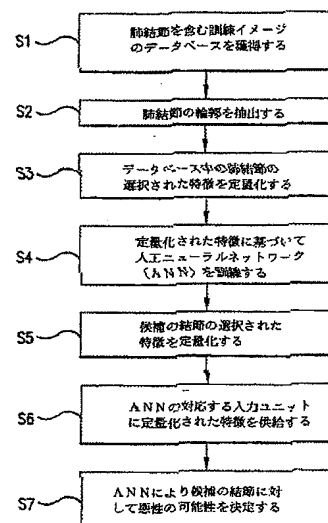 S1
肺結節を含む訓練イメージ
のデータベースを獲得する
S2
肺結節の輪郭を抽出する
S3
データベース中の肺結節の
選択された特徴を定量化する
S4
定量化された特徴に基づいて
人工ニューラルネットワーク
(ANN)を訓練する
S5
候補の結節の選択された
特徴を定量化する
S6
ANNの対応する入力ユニット
に定量化された特徴を供給する
S7
ANNにより候補の結節に対
して悪性の可能性を決定する